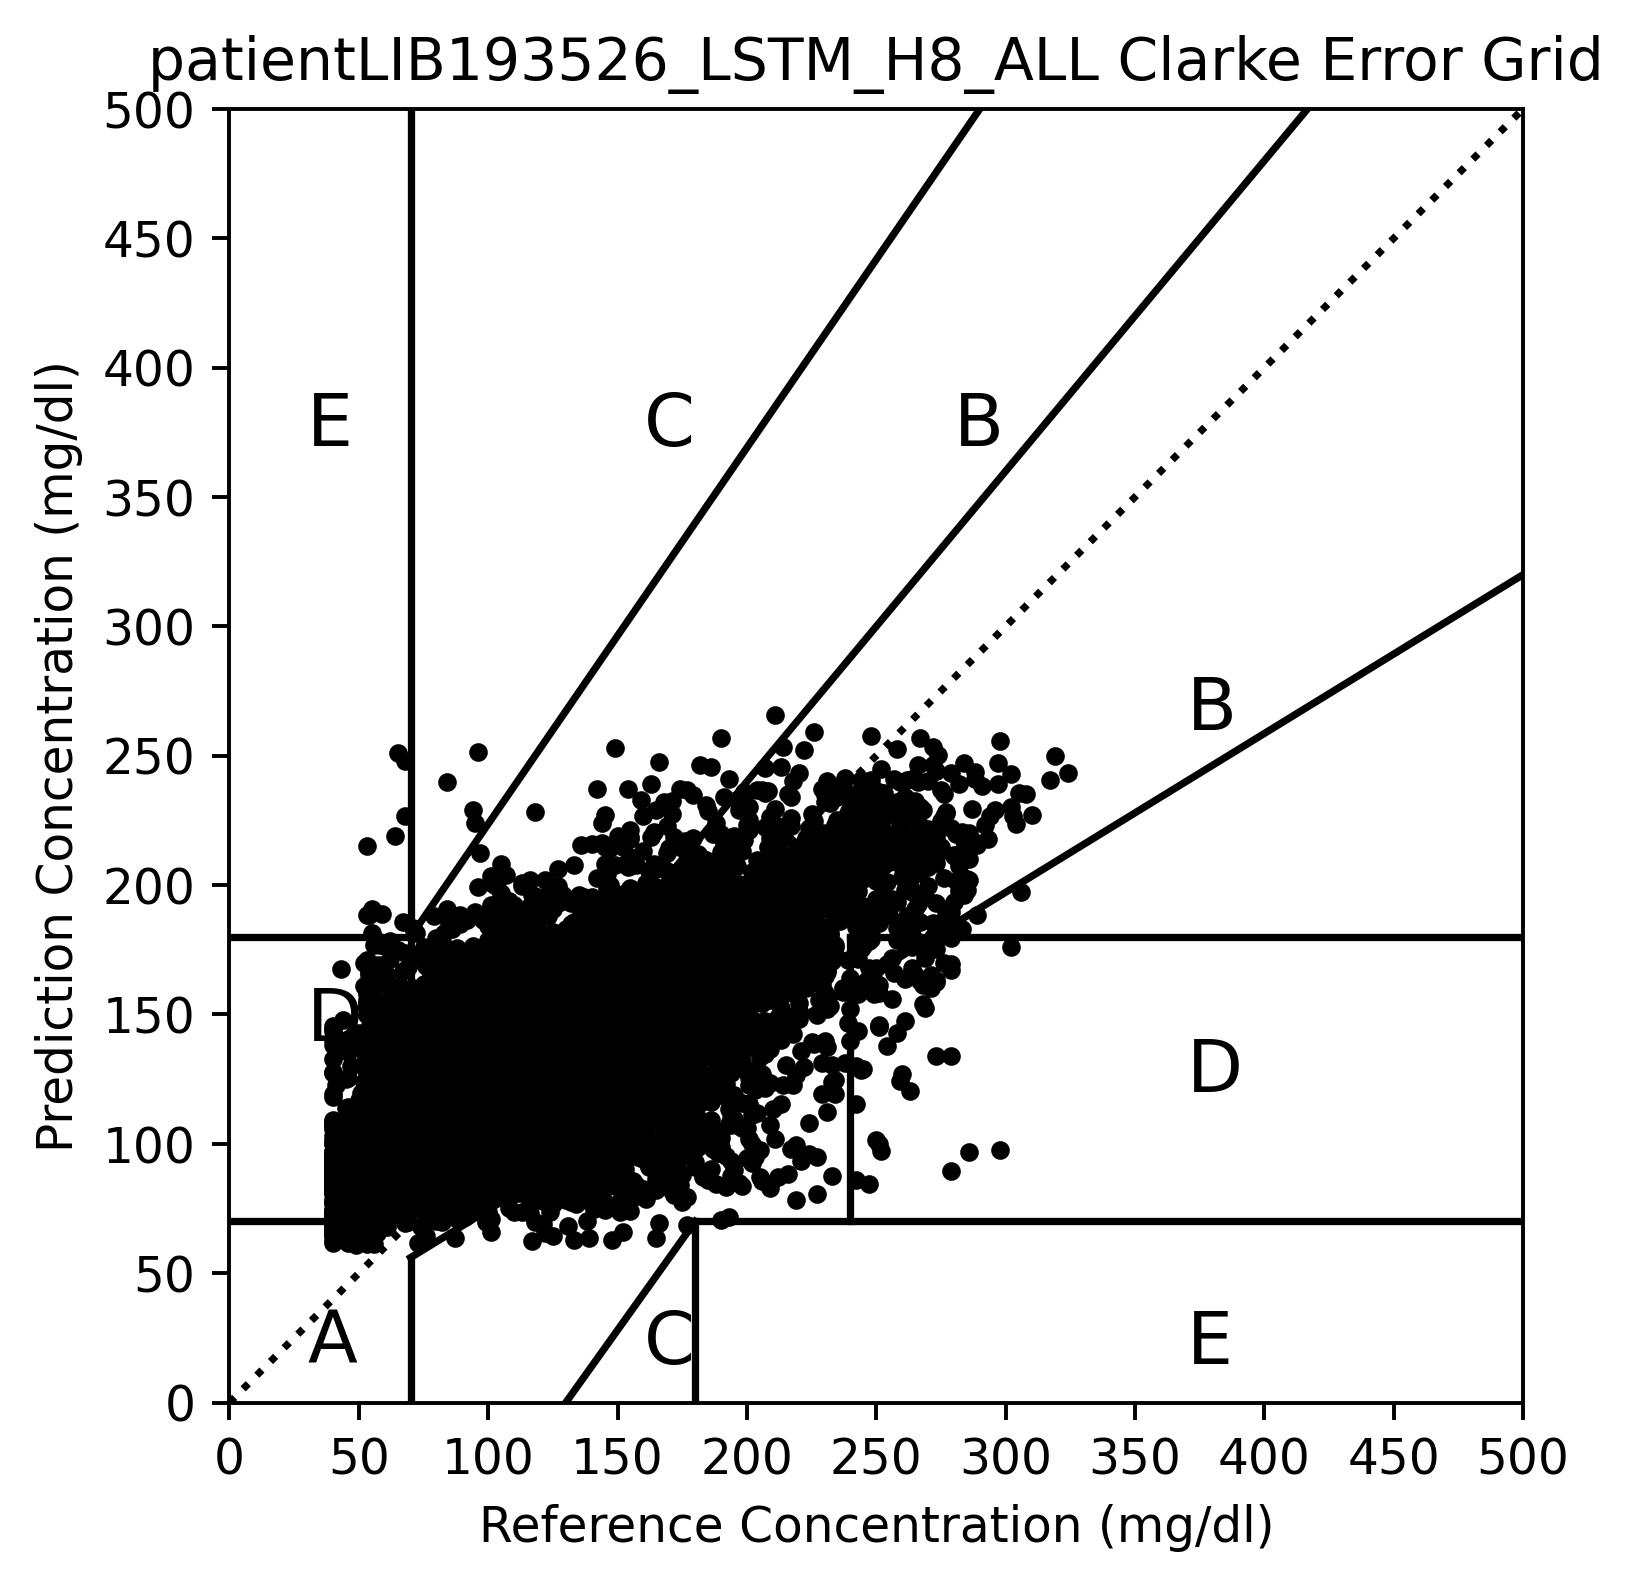 patientLIB193526_LSTM_H8_ALL Clarke Error Grid
500
450
400
350
300
250
200
150
100
50
0
Prediction Concentration (mg/dl)
E
C
B
B
D
D
A
C
E
0 50 100 150 200 250 300 350 400 450 500
Reference Concentration (mg/dl)